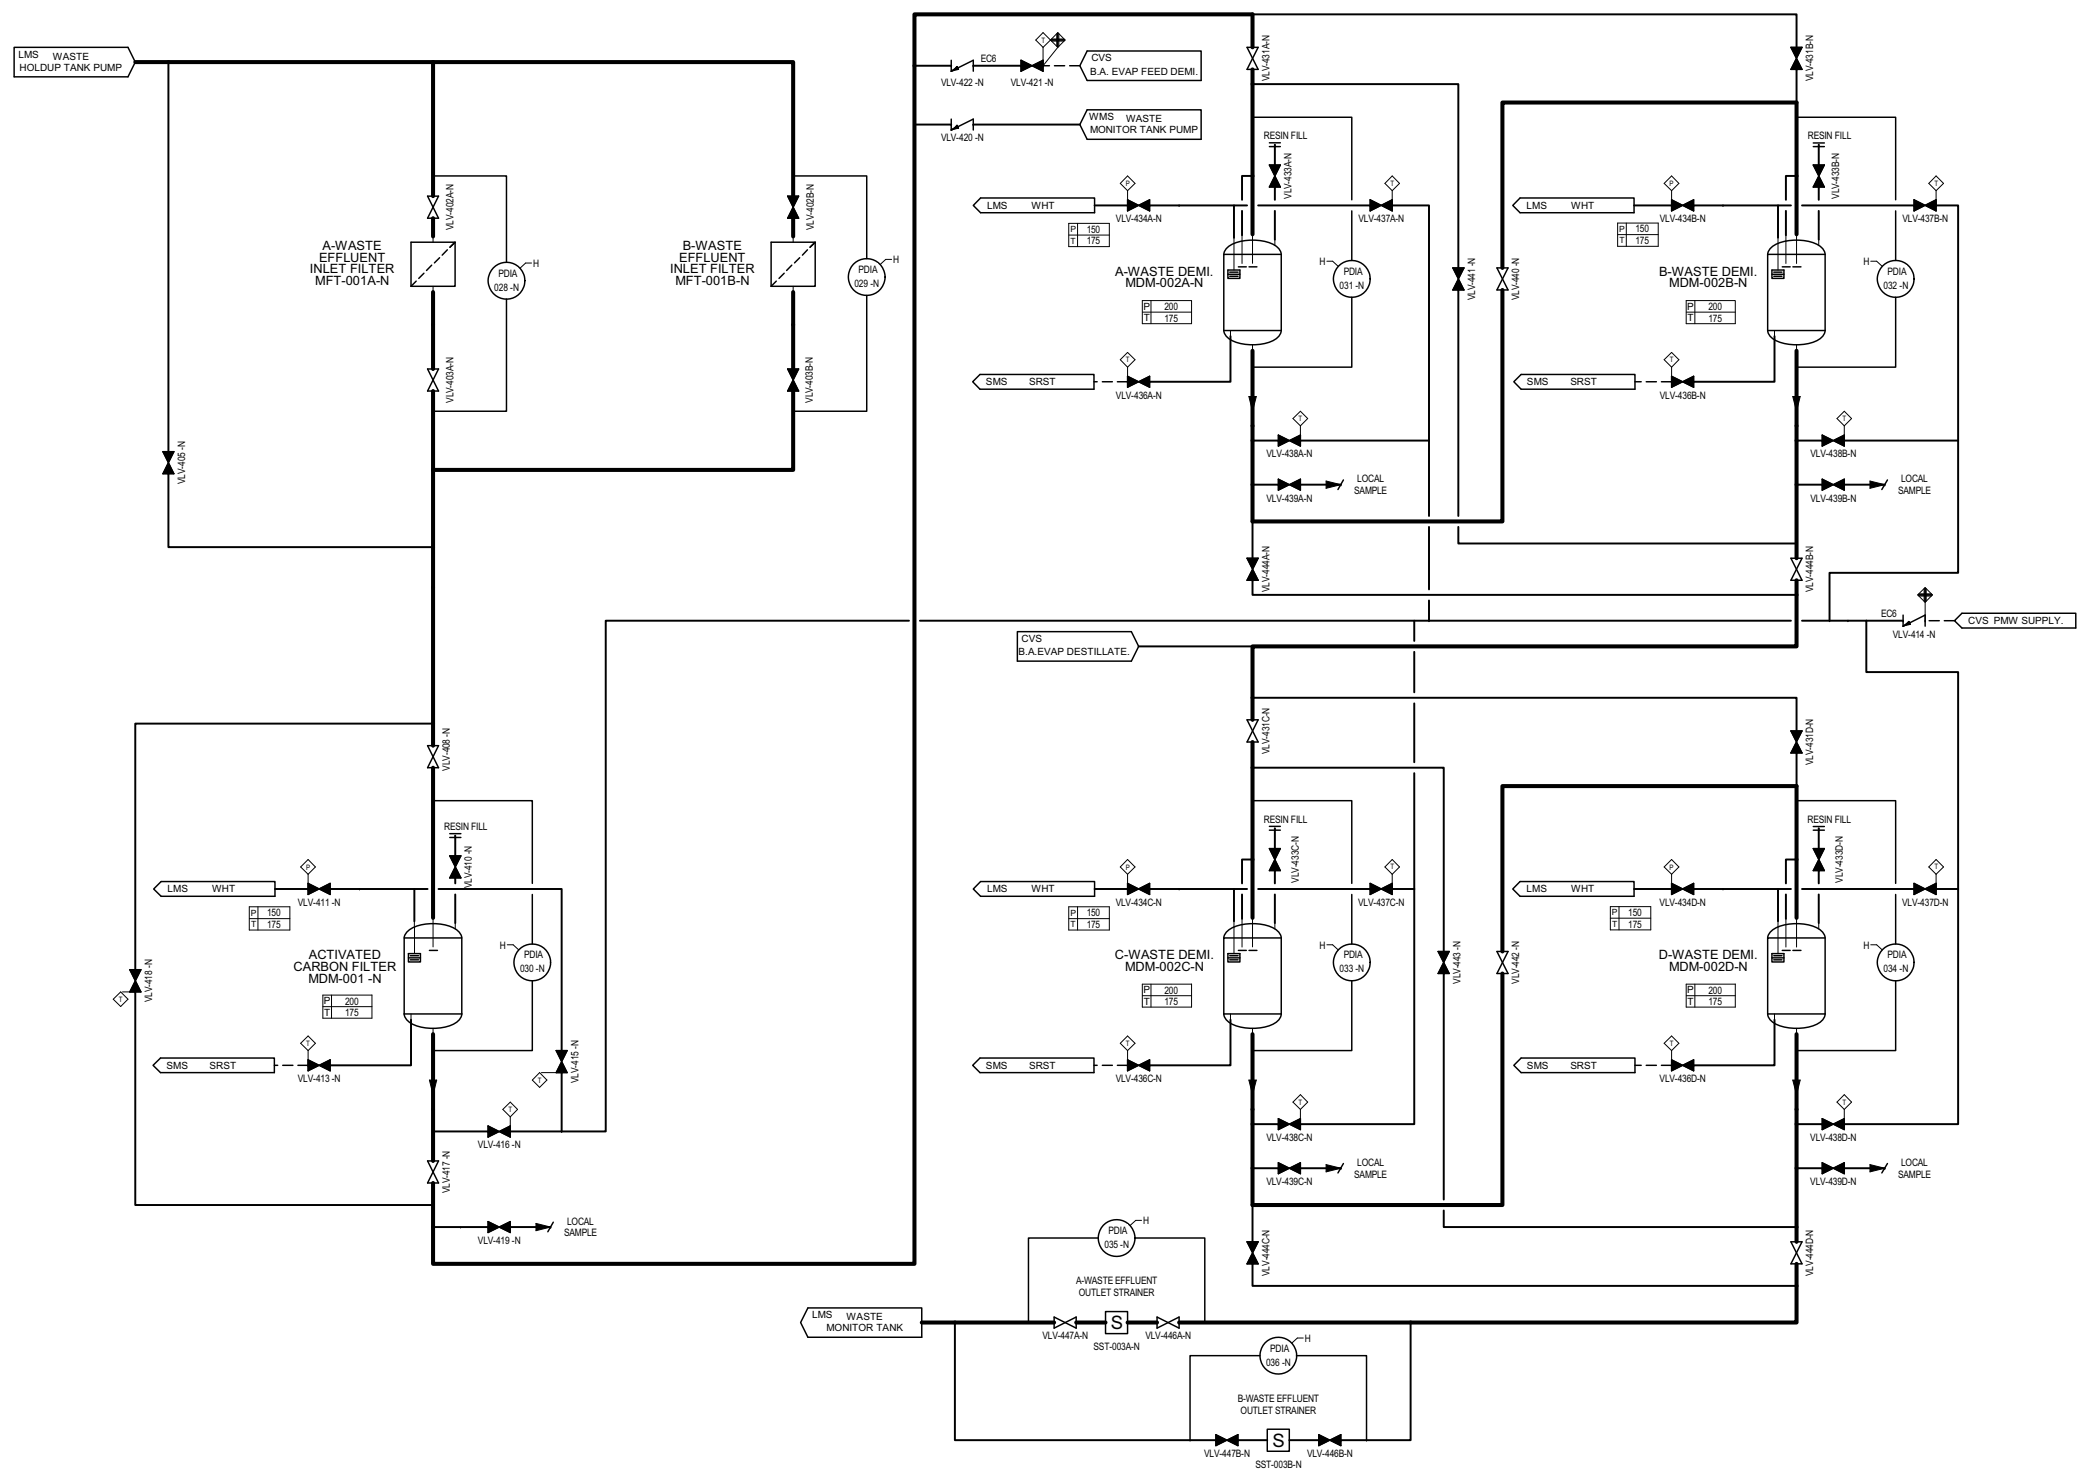 LMS WASTE
HOLDUP TANK PUMP
VLV-405 -N
VLV-402A-N
A-WASTE
EFFLUENT
INLET FILTER
MFT-001A-N
PDIA
028 -N
H
VLV-403A-N
VLV-402B-N
B-WASTE
EFFLUENT
INLET FILTER
MFT-001B-N
PDIA
029 -N
H
VLV-403B-N
VLV-422 -N
EC6
VLV-421 -N
T
CVS
B.A. EVAP FEED DEMI.
VLV-420 -N
WMS WASTE
MONITOR TANK PUMP
VLV-431A-N
VLV-431B-N
RESIN FILL
VLV-433A-N
LMS WHT
P
VLV-434A-N
P 150
T 175
T
VLV-437A-N
A-WASTE DEMI.
MDM-002A-N
P 200
T 175
H
PDIA
031 -N
SMS SRST
T
VLV-436A-N
T
VLV-438A-N
VLV-439A-N
LOCAL
SAMPLE
VLV-441 -N
VLV-440 -N
VLV-444A-N
RESIN FILL
VLV-433B-N
LMS WHT
P
VLV-434B-N
P 150
T 175
T
VLV-437B-N
B-WASTE DEMI.
MDM-002B-N
P 200
T 175
H
PDIA
032 -N
SMS SRST
T
VLV-436B-N
T
VLV-438B-N
VLV-439B-N
LOCAL
SAMPLE
VLV-444B-N
EC6
VLV-414 -N
CVS PMW SUPPLY.
CVS
B.A.EVAP DESTILLATE.
VLV-408 -N
RESIN FILL
VLV-410 -N
LMS WHT
P
VLV-411 -N
P 150
T 175
ACTIVATED
CARBON FILTER
MDM-001 -N
P 200
T 175
H
PDIA
030 -N
T
VLV-418 -N
SMS SRST
T
VLV-413 -N
T
VLV-415 -N
T
VLV-416 -N
VLV-417 -N
VLV-419 -N
LOCAL
SAMPLE
VLV-431C-N
VLV-431D-N
RESIN FILL
VLV-433C-N
LMS WHT
P
VLV-434C-N
P 150
T 175
T
VLV-437C-N
C-WASTE DEMI.
MDM-002C-N
P 200
T 175
H
PDIA
033 -N
SMS SRST
T
VLV-436C-N
T
VLV-438C-N
VLV-439C-N
LOCAL
SAMPLE
VLV-443 -N
VLV-442 -N
VLV-444C-N
RESIN FILL
VLV-433D-N
LMS WHT
P
VLV-434D-N
P 150
T 175
T
VLV-437D-N
D-WASTE DEMI.
MDM-002D-N
P 200
T 175
H
PDIA
034 -N
SMS SRST
T
VLV-436D-N
T
VLV-438D-N
VLV-439D-N
LOCAL
SAMPLE
VLV-444D-N
PDIA
035 -N
H
A-WASTE EFFLUENT
OUTLET STRAINER
LMS WASTE
MONITOR TANK
VLV-447A-N
S
VLV-446A-N
SST-003A-N
PDIA
036 -N
H
B-WASTE EFFLUENT
OUTLET STRAINER
VLV-447B-N
S
VLV-446B-N
SST-003B-N